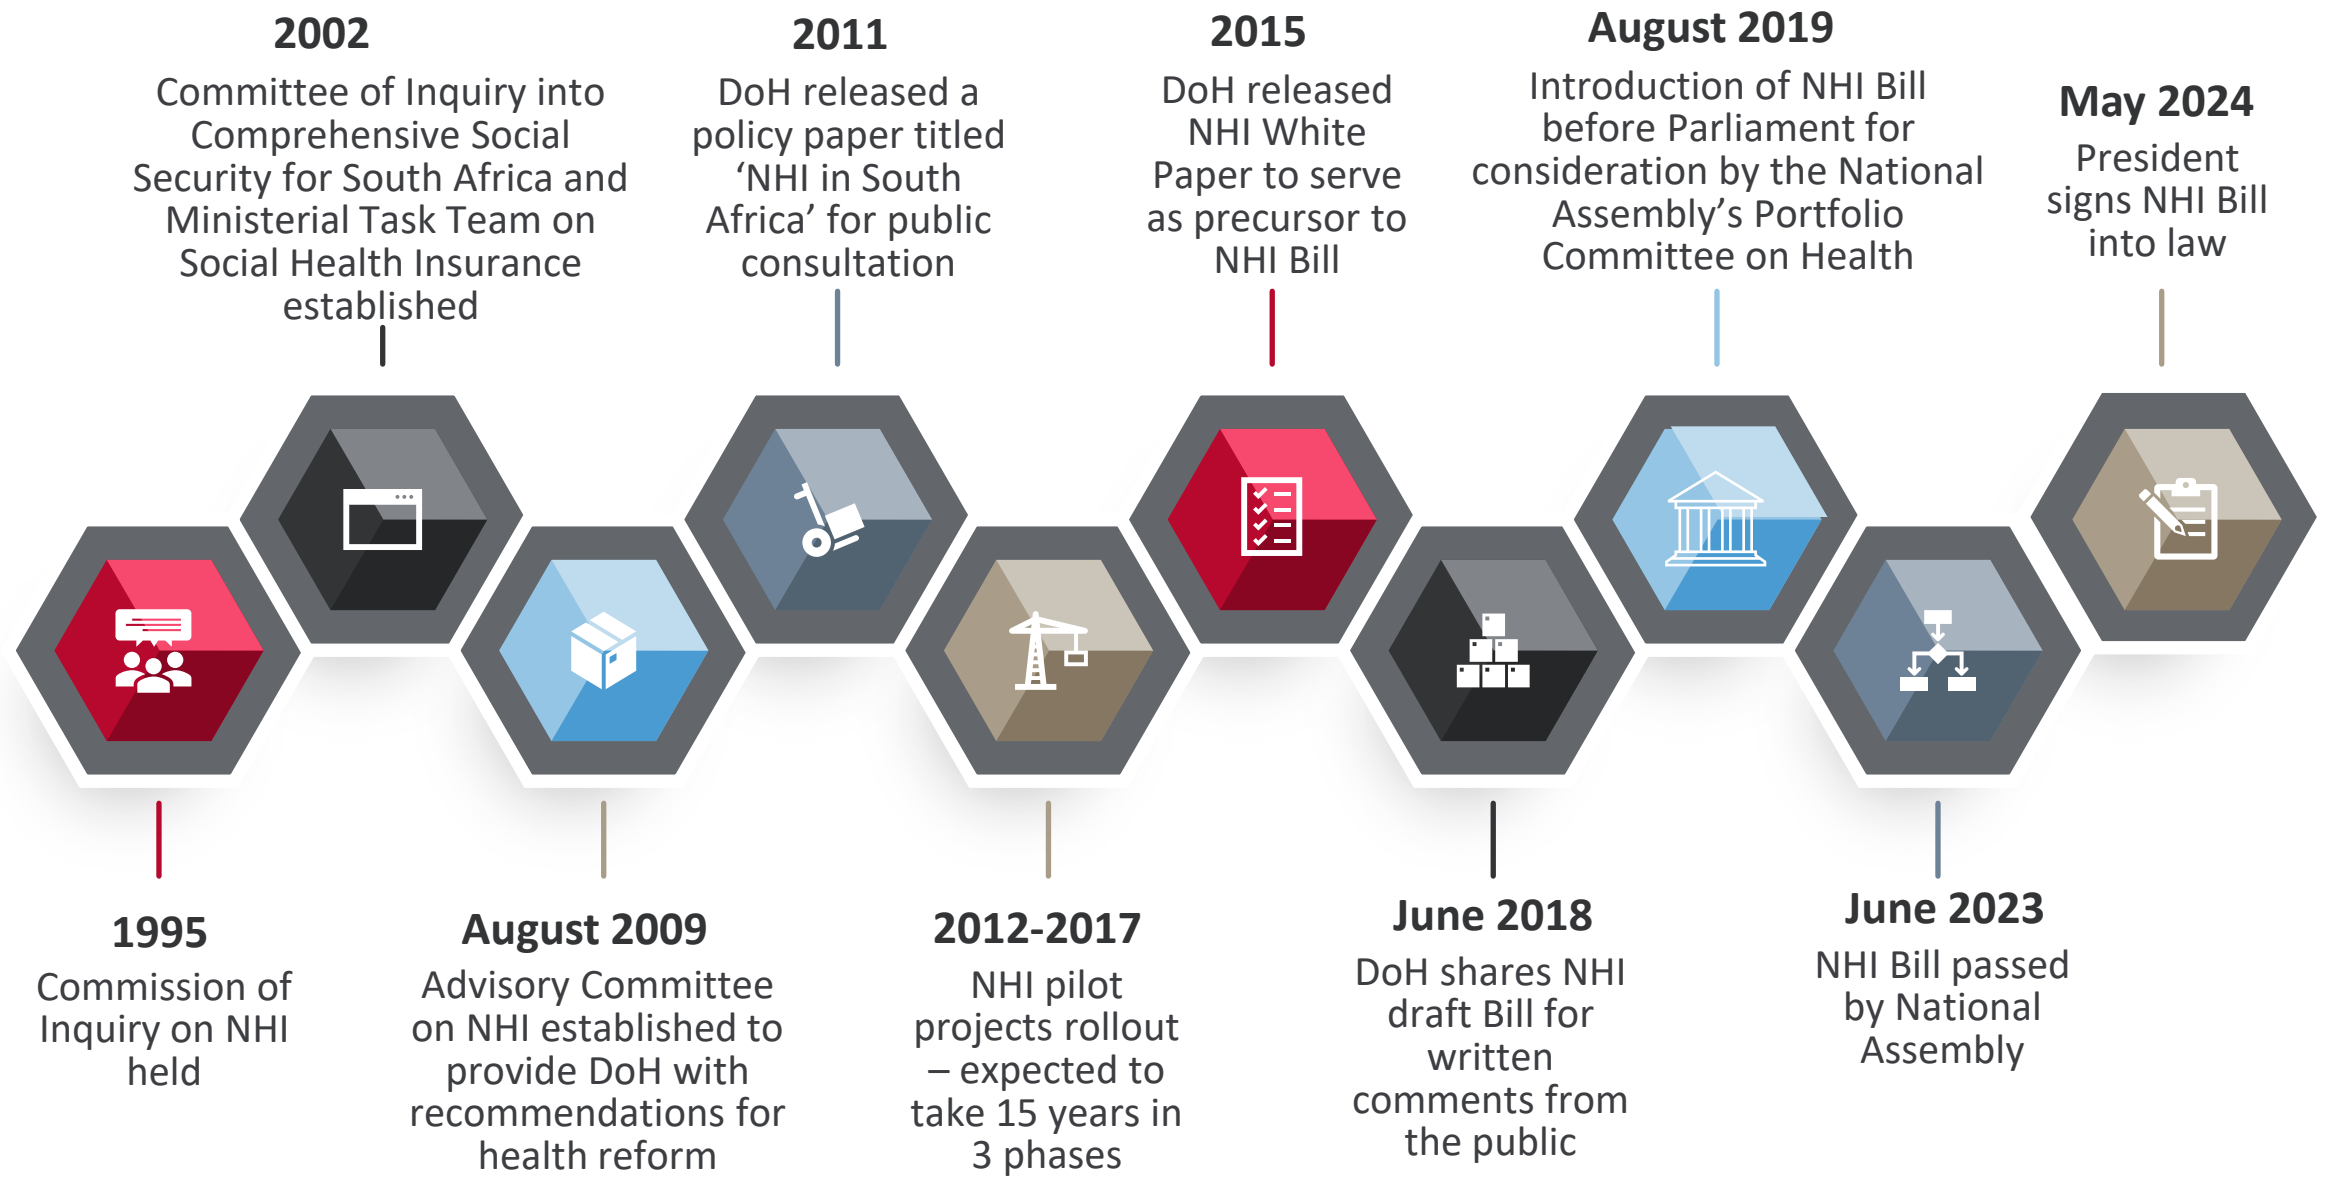 1995
Commission of
Inquiry on NHI
held
2002
Committee of Inquiry into
Comprehensive Social
Security for South Africa and
Ministerial Task Team on
Social Health Insurance
established
August 2009
Advisory Committee
on NHI established to
provide DoH with
recommendations for
health reform
2011
DoH released a
policy paper titled
‘NHI in South
Africa’ for public
consultation
2012-2017
NHI pilot
projects rollout
– expected to
take 15 years in
3 phases
2015
DoH released
NHI White
Paper to serve
as precursor to
NHI Bill
June 2018
DoH shares NHI
draft Bill for
written
comments from
the public
August 2019
Introduction of NHI Bill
before Parliament for
consideration by the National
Assembly’s Portfolio
Committee on Health
June 2023
NHI Bill passed
by National
Assembly
May 2024
President
signs NHI Bill
into law